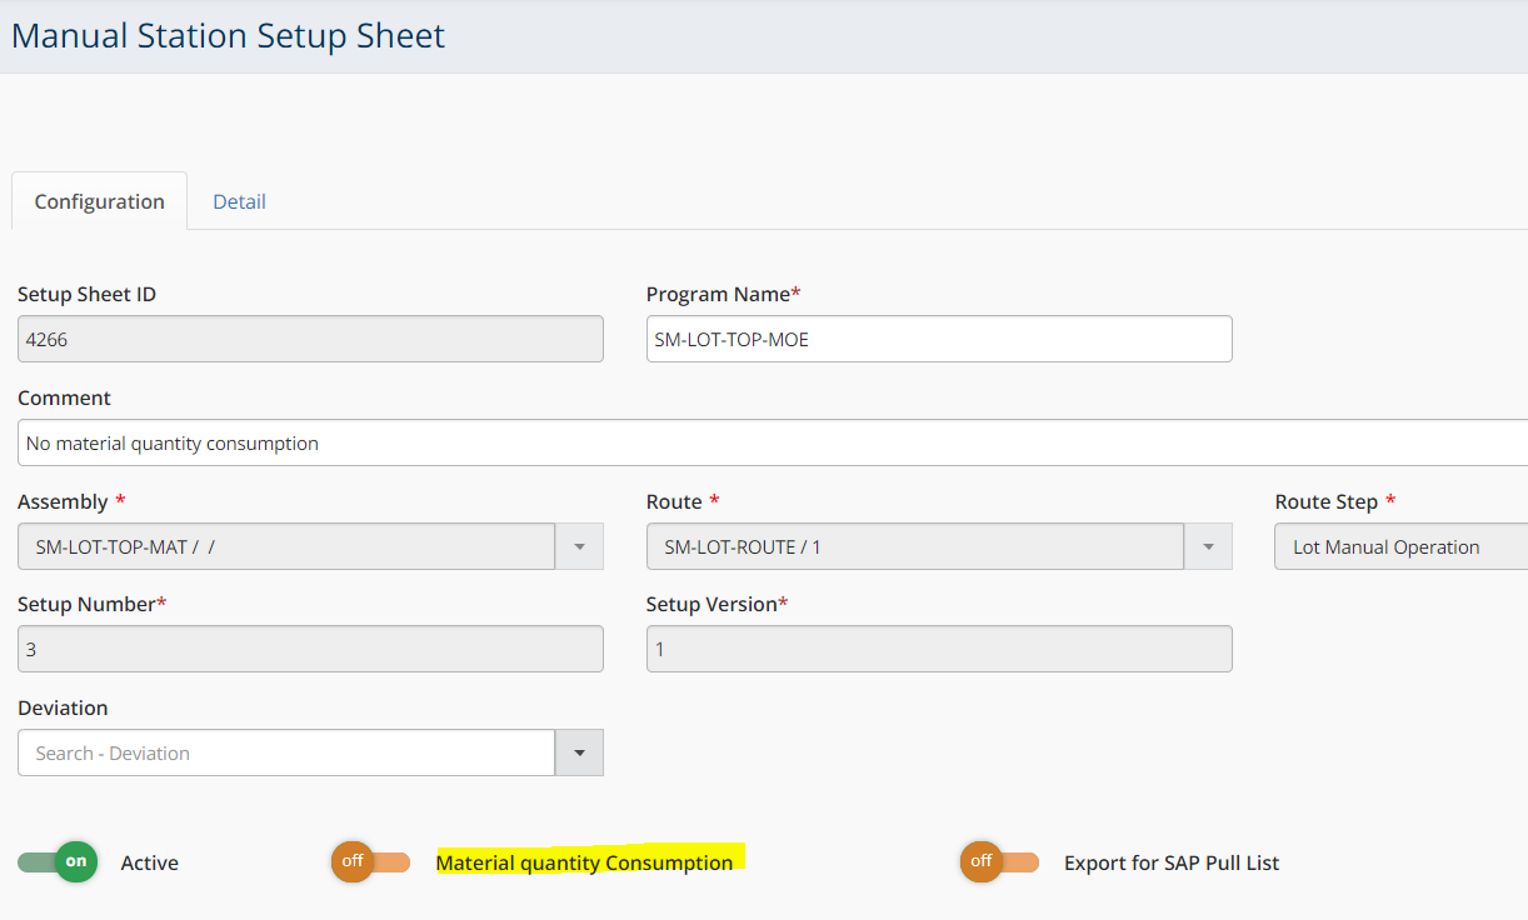 Manual Station Setup Sheet
Configuration Detail
Setup Sheet ID Program Name*
4266 SM-LOT-TOP-MOE
Comment
No material quantity consumption
Assembly * Route * Route Step *
SM-LOT-TOP-MAT / / SM-LOT-ROUTE / 1 Lot Manual Operation
Setup Number* Setup Version*
3 1
Deviation
Search - Deviation
on Active off Material quantity Consumption off Export for SAP Pull List